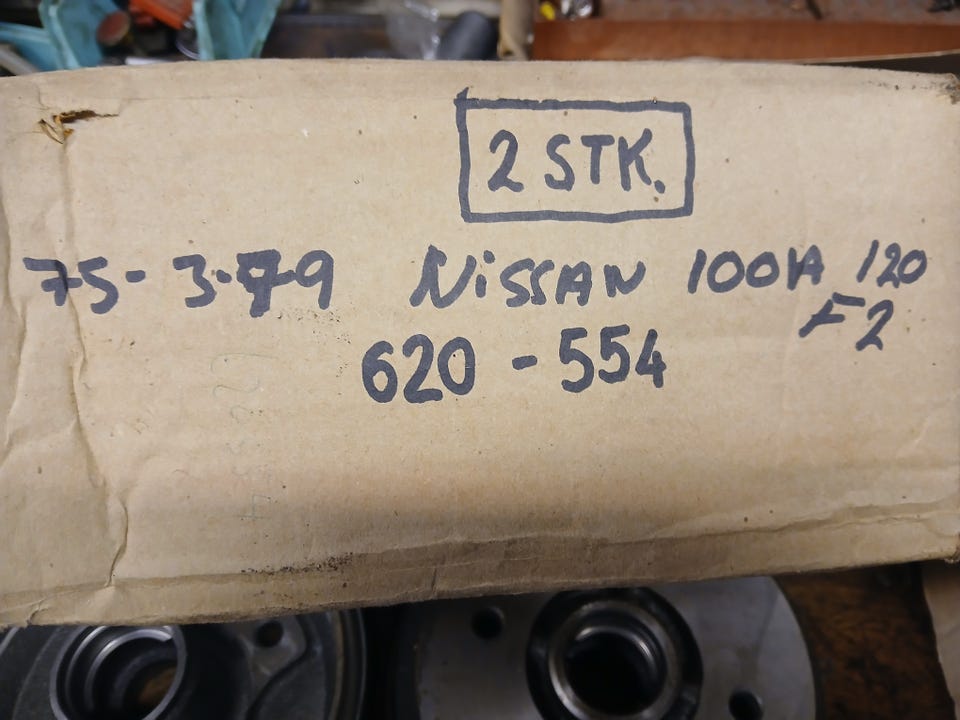 2 STK.
75-3-79 NiSSAN 100A 120
F2
620-554